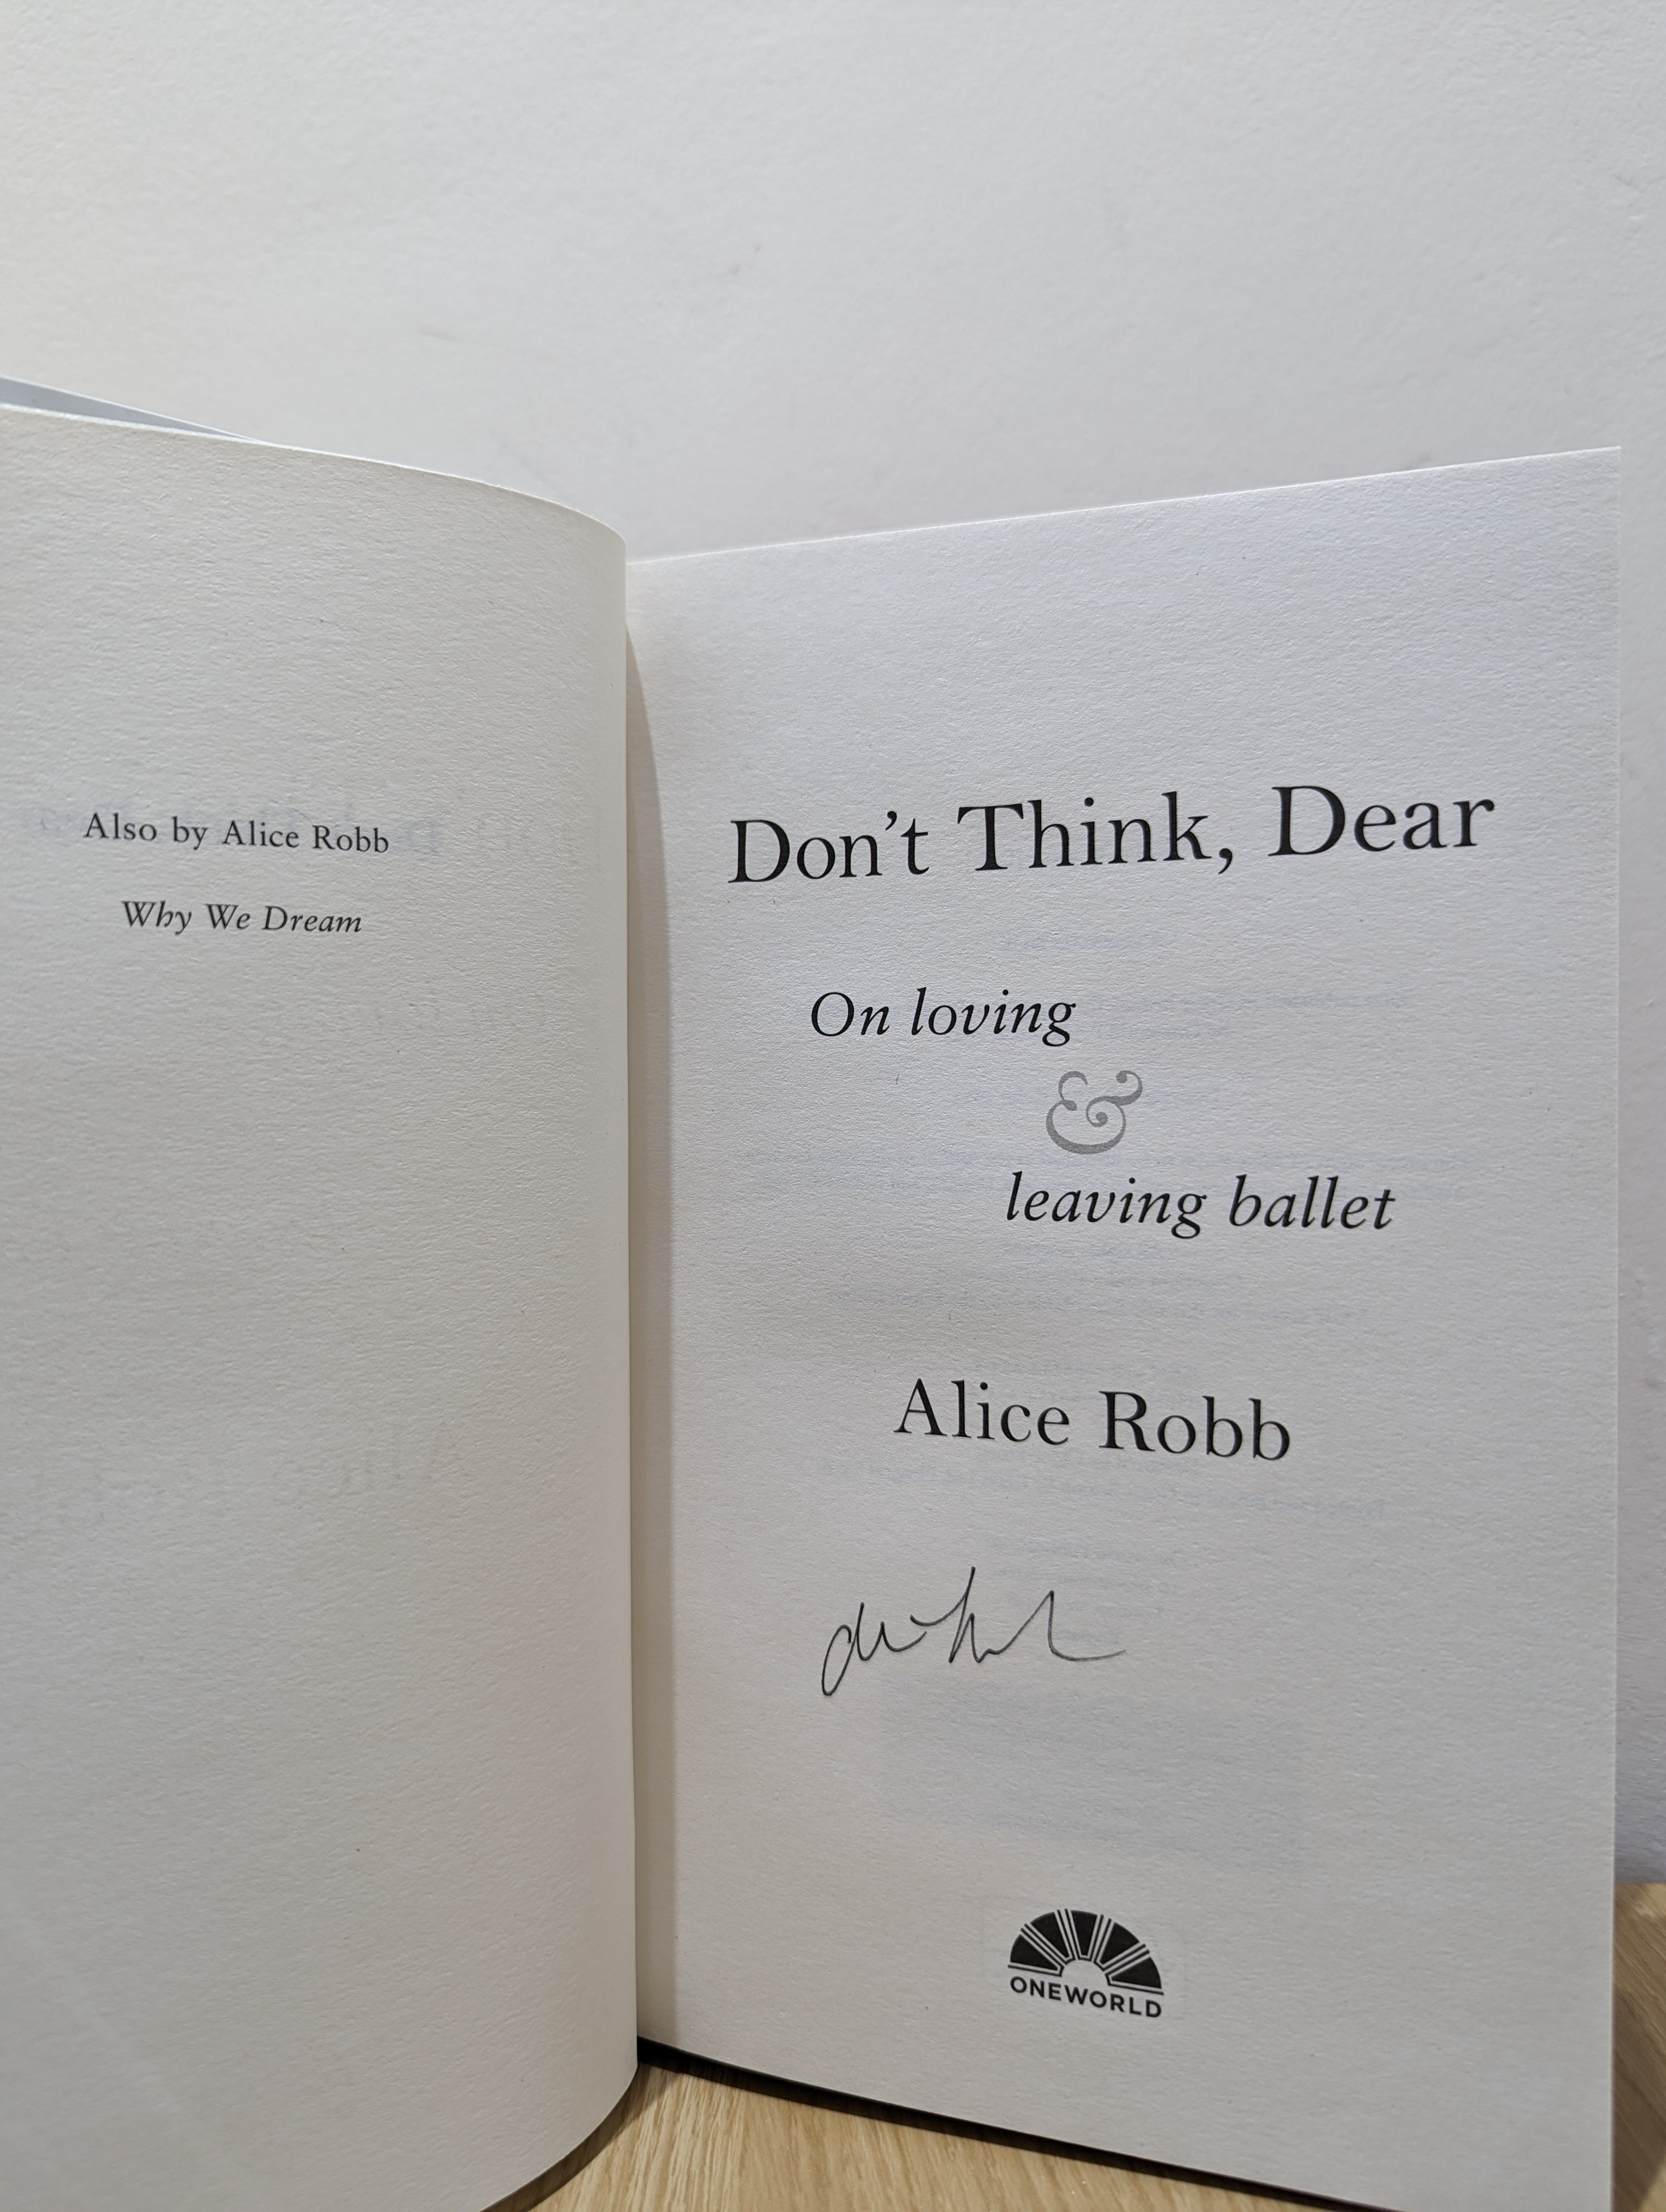 Also by Alice Robb
Why We Dream
Don't Think, Dear
On loving
&
leaving ballet
Alice Robb
ONEWORLD